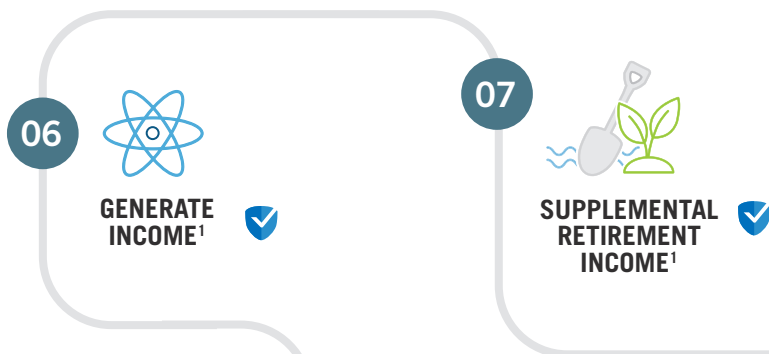 06
GENERATE
INCOME¹
07
SUPPLEMENTAL
RETIREMENT
INCOME¹